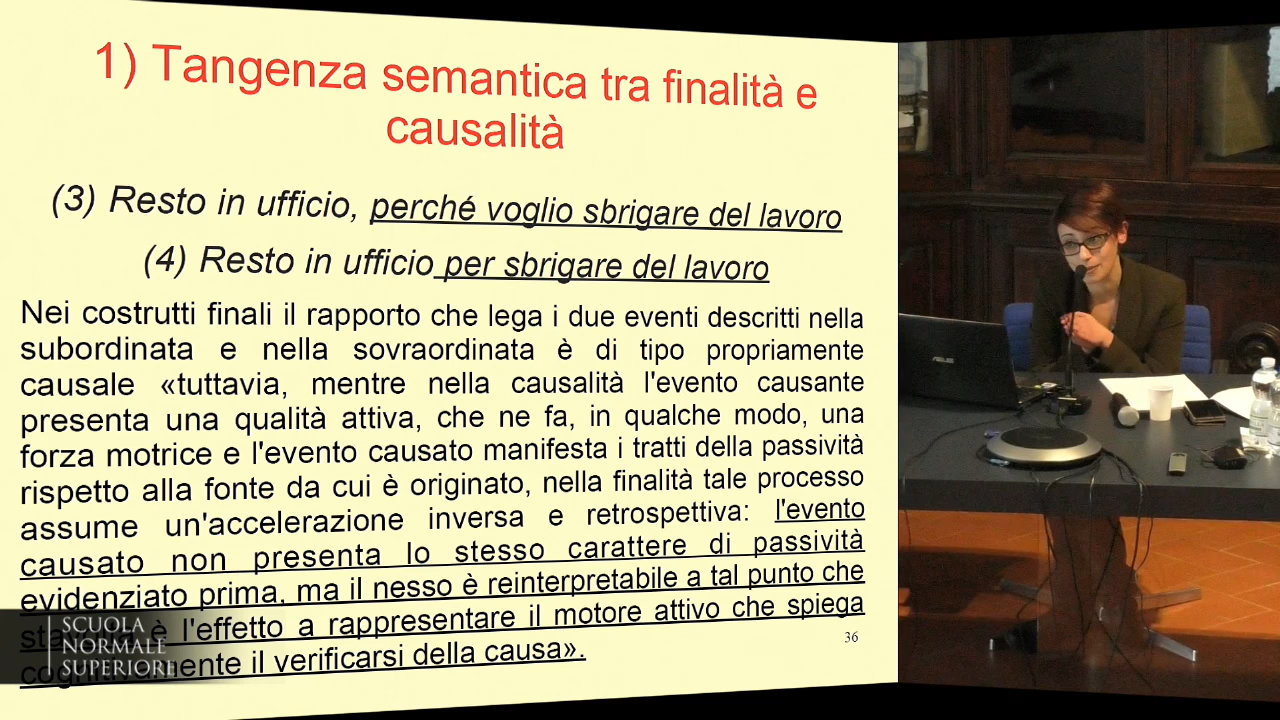 1) Tangenza semantica tra finalità e
causalità
(3) Resto in ufficio, perché voglio sbrigare del lavoro
(4) Resto in ufficio per sbrigare del lavoro
Nei costrutti finali il rapporto che lega i due eventi descritti nella
subordinata e nella sovraordinata è di tipo propriamente
causale «tuttavia, mentre nella causalità l'evento causante
presenta una qualità attiva, che ne fa, in qualche modo, una
forza motrice e l'evento causato manifesta i tratti della passività
rispetto alla fonte da cui è originato, nella finalità tale processo
assume un'accelerazione inversa e retrospettiva: l'evento
causato non presenta lo stesso carattere di passività
evidenziato prima, ma il nesso è reinterpretabile a tal punto che
stavolta è l'effetto a rappresentare il motore attivo che spiega
cognitivamente il verificarsi della causa».
36
SCUOLA
NORMALE
SUPERIORE
ASUS